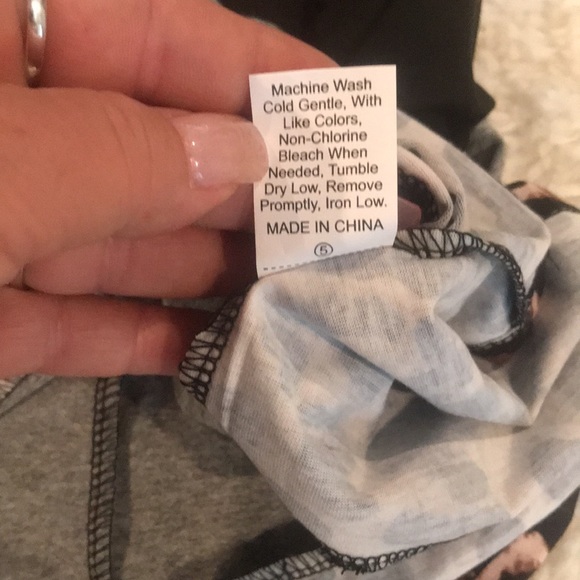 Machine Wash
Cold Gentle, With
Like Colors,
Non-Chlorine
Bleach When
Needed, Tumble
Dry Low, Remove
Promptly, Iron Low.
MADE IN CHINA
5